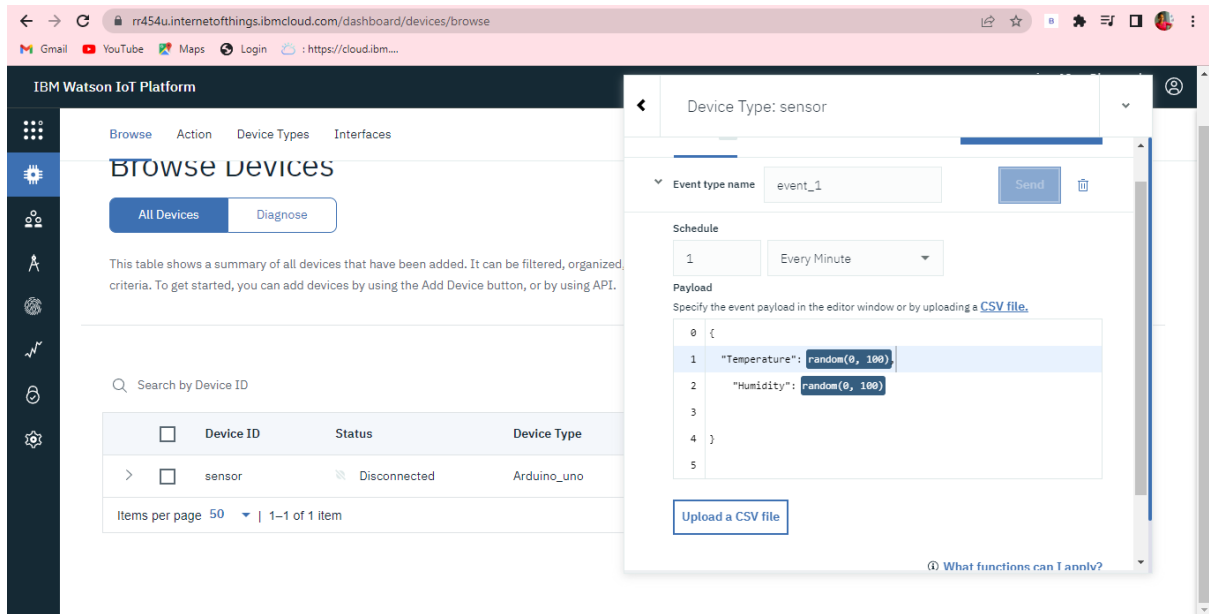 rr454u.internetofthings.ibmcloud.com/dashboard/devices/browse
B
Gmail YouTube Maps Login : https://cloud.ibm....
IBM Watson IoT Platform
Browse Action Device Types Interfaces
Browse Devices
All Devices Diagnose
This table shows a summary of all devices that have been added. It can be filtered, organized,
criteria. To get started, you can add devices by using the Add Device button, or by using API.
Search by Device ID
Device ID Status Device Type
sensor Disconnected Arduino_uno
Items per page 50 | 1–1 of 1 item
Device Type: sensor
Event type name event_1 Send
Schedule
1 Every Minute
Payload
Specify the event payload in the editor window or by uploading a CSV file.
0 {
1 "Temperature": random(0, 100),
2 "Humidity": random(0, 100)
3
4 }
5
Upload a CSV file
What functions can I apply?